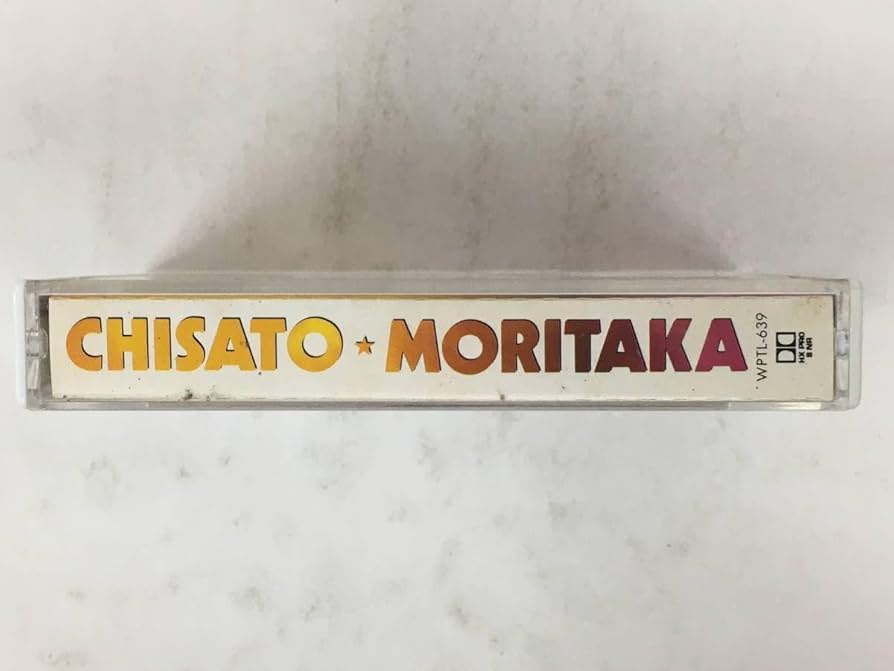 CHISATO★MORITAKA
WPTL-639
HX PRO
B NR